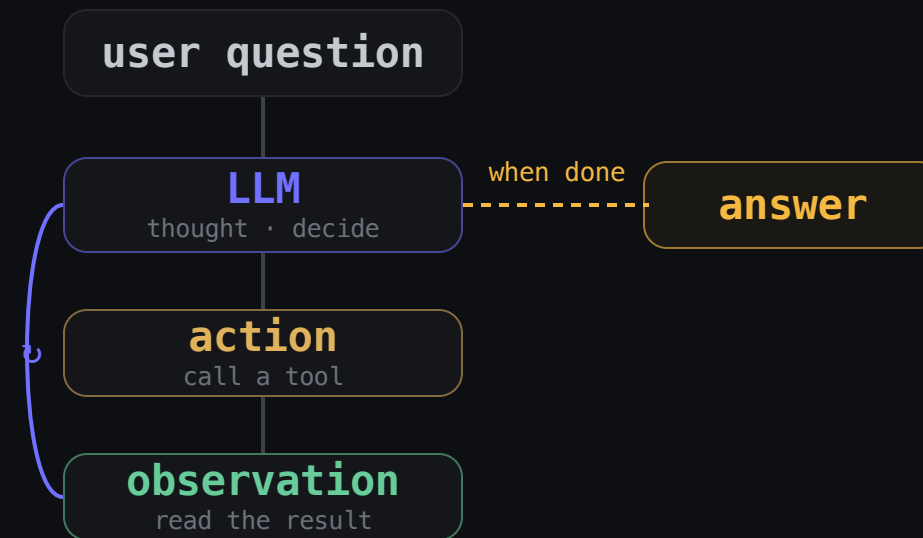 user question
LLM
thought · decide
when done
answer
action
call a tool
↻
observation
read the result